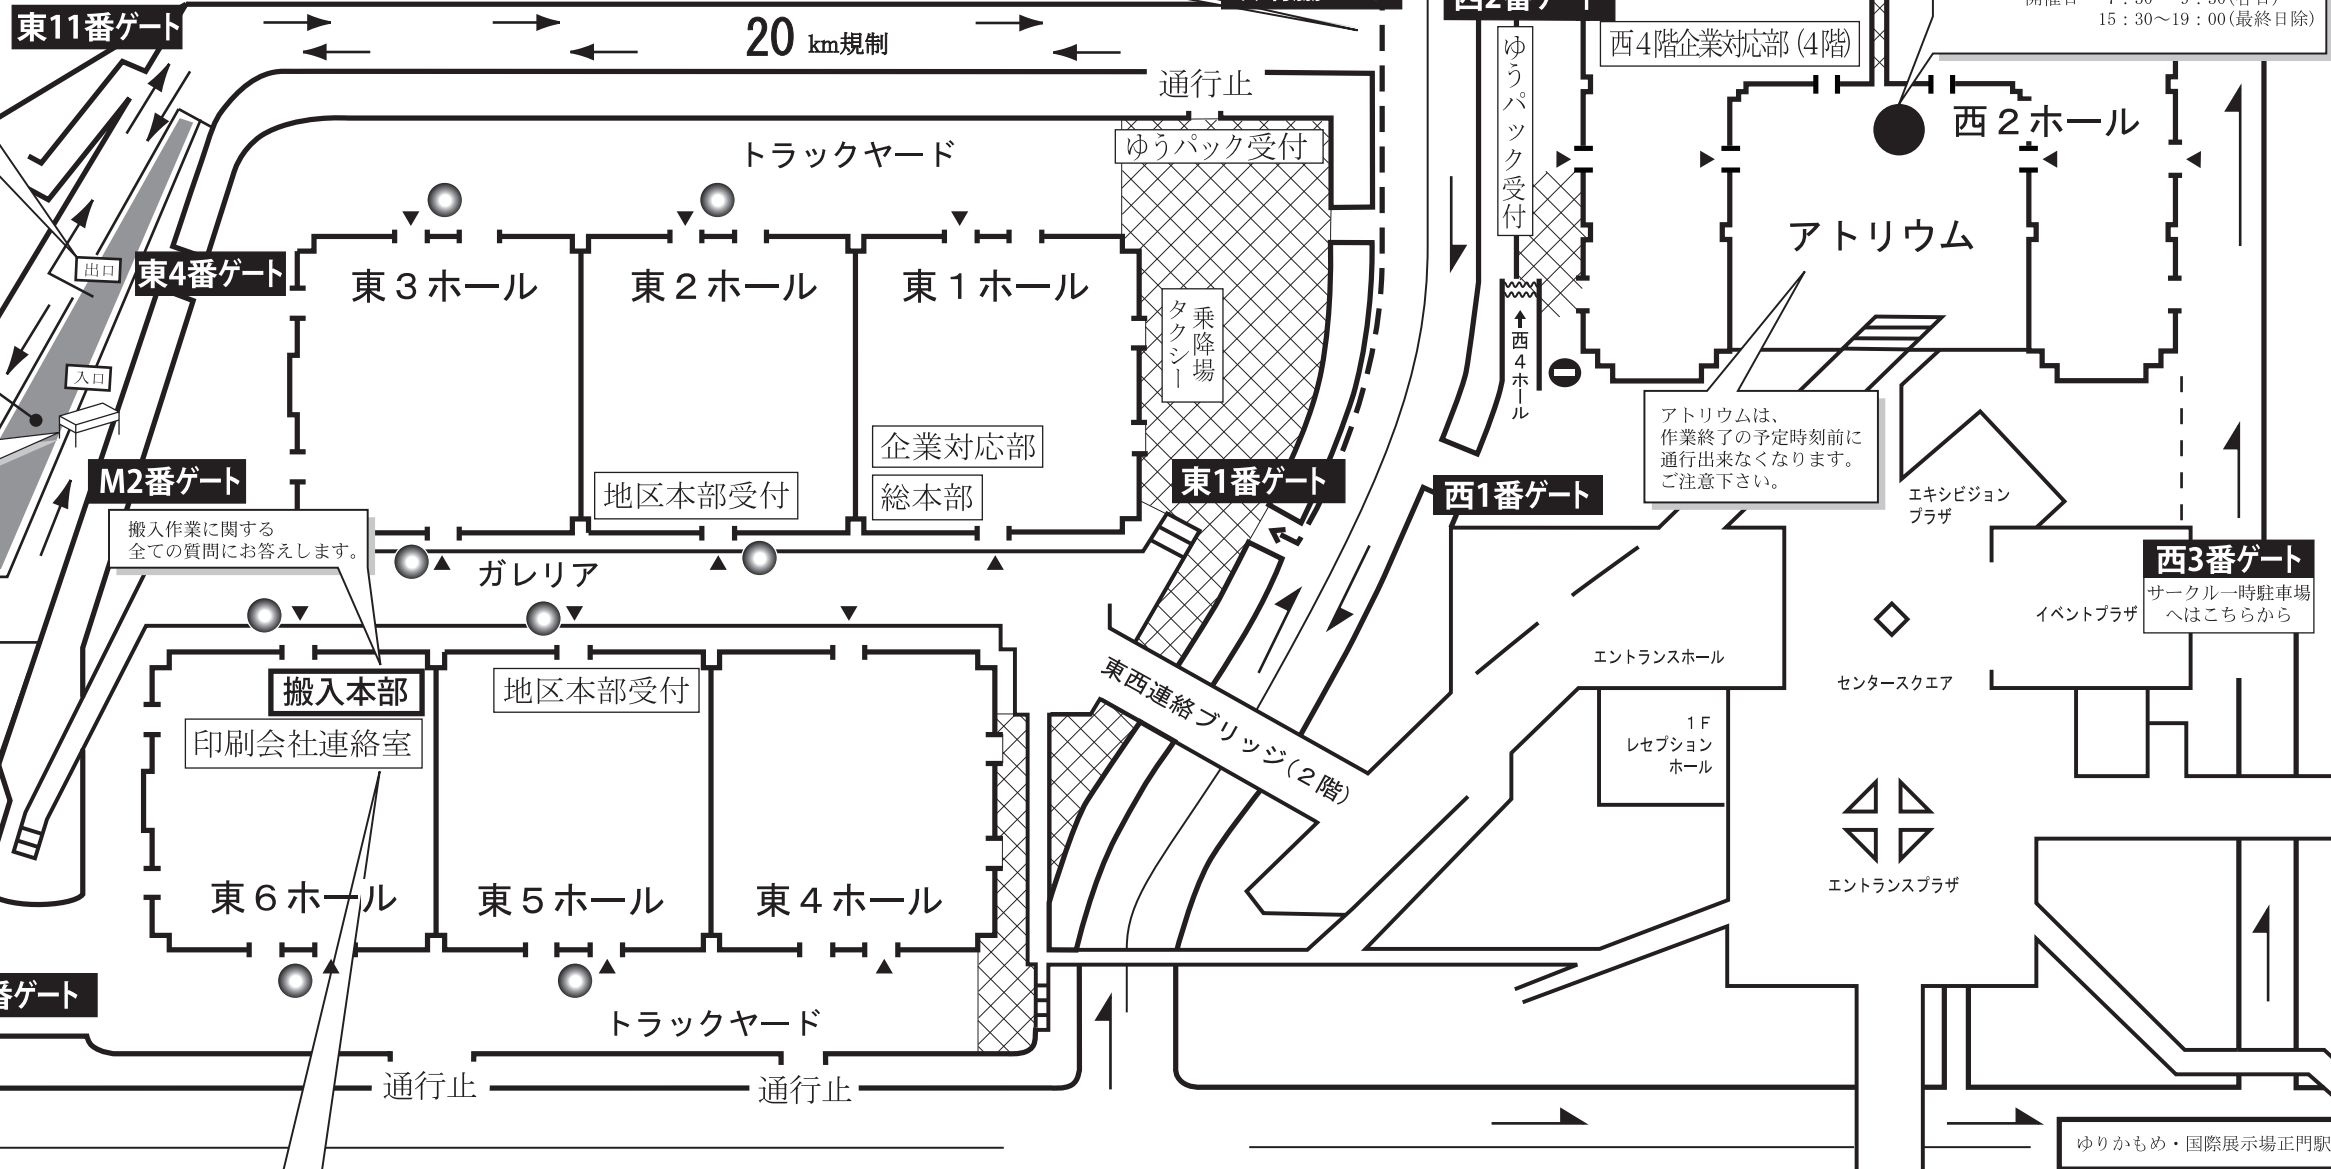 東11番ゲート
20 km規制
西2番ゲート
西4階企業対応部 (4階)
15：30～19：00(最終日除)
通行止
ゆうパック受付
西2ホール
トラックヤード
ゆうパック受付
アトリウム
出口
東4番ゲート
東3ホール
東2ホール
東1ホール
タクシー
乗降場
西4ホール
入口
アトリウムは、
作業終了の予定時刻前に
通行出来なくなります。
ご注意下さい。
企業対応部
M2番ゲート
地区本部受付
総本部
東1番ゲート
西1番ゲート
エキシビジョン
プラザ
搬入作業に関する
全ての質問にお答えします。
ガレリア
西3番ゲート
サークル一時駐車場
へはこちらから
イベントプラザ
エントランスホール
センタースクエア
搬入本部
地区本部受付
東西連絡ブリッジ(2階)
印刷会社連絡室
1F
レセプション
ホール
東6ホール
東5ホール
東4ホール
エントランスプラザ
番ゲート
トラックヤード
通行止
通行止
ゆりかもめ・国際展示場正門駅